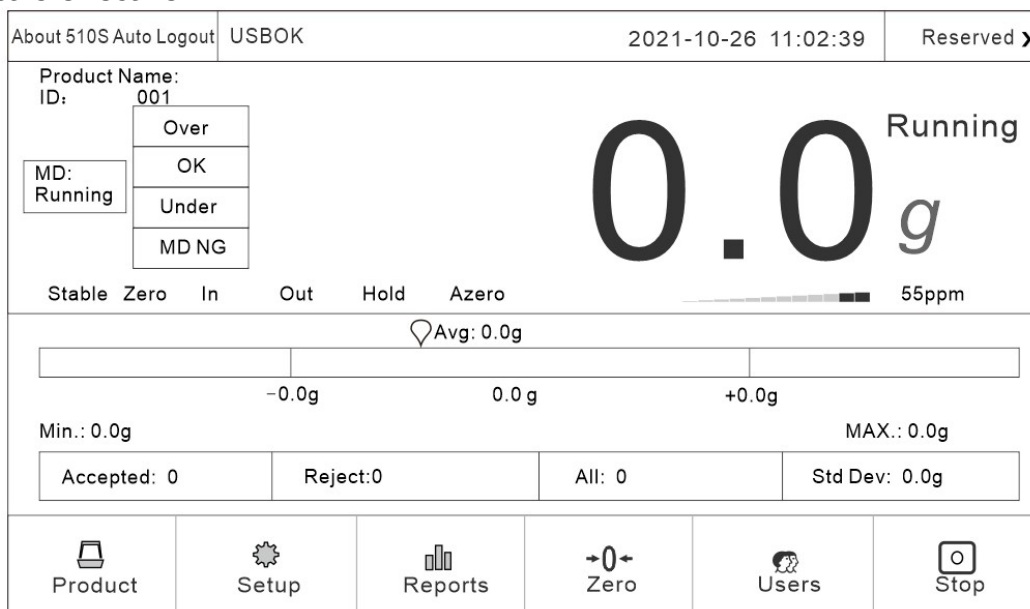 About 510S Auto Logout USBOK 2021-10-26 11:02:39 Reserved
Product Name:
ID: 001
Over
OK
Under
MD NG
MD:
Running
0.0 g
Running
Stable Zero In Out Hold Azero 55ppm
Avg: 0.0g
-0.0g 0.0 g +0.0g
Min.: 0.0g MAX.: 0.0g
Accepted: 0 Reject:0 All: 0 Std Dev: 0.0g
Product Setup Reports →0← Zero Users Stop